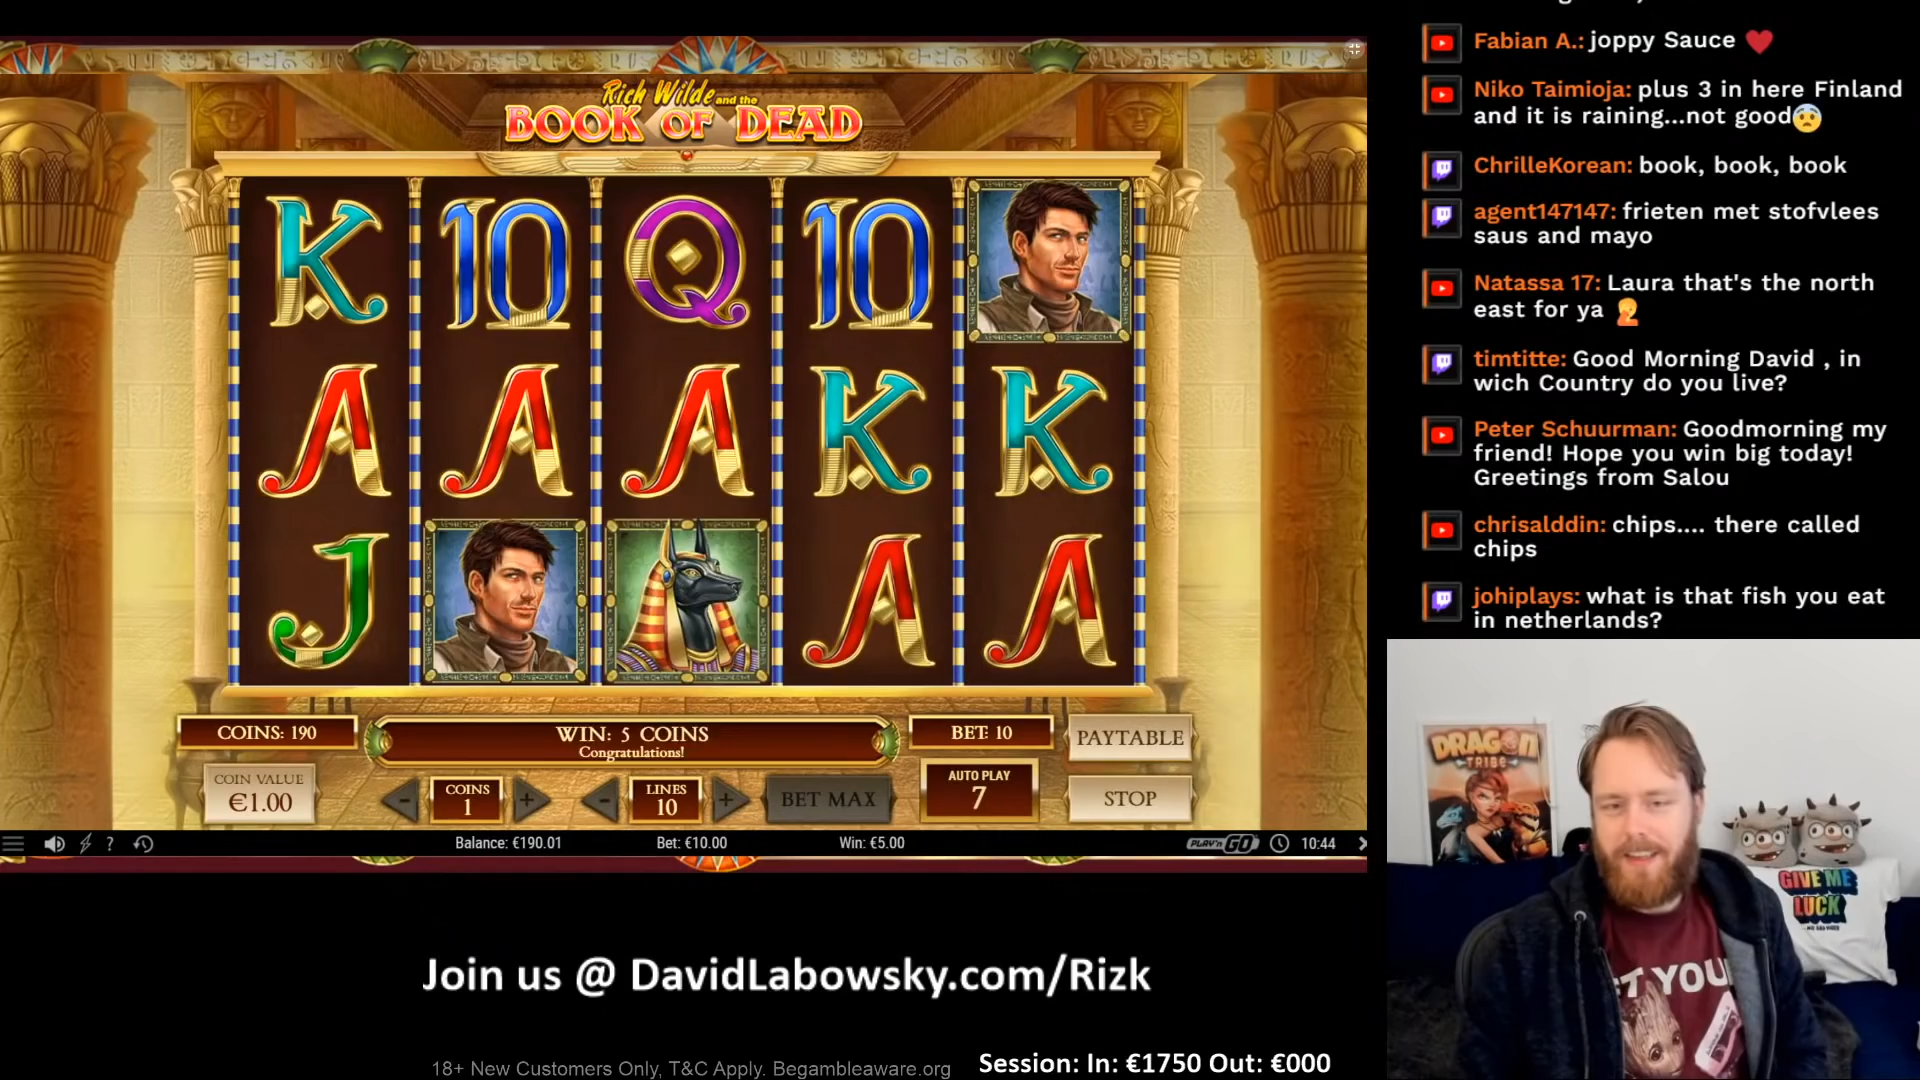 Rich Wilde and the
BOOK OF DEAD
K 10 Q 10
A A A K K
J A A
COINS: 190
WIN: 5 COINS
Congratulations!
BET: 10
PAYTABLE
COIN VALUE
€1.00
-
COINS
1
+
-
LINES
10
+
BET MAX
AUTO PLAY
7
STOP
?
Balance: €190.01
Bet: €10.00
Win: €5.00
PLAY'n GO
10:44
Join us @ DavidLabowsky.com/Rizk
18+ New Customers Only, T&C Apply. Begambleaware.org
Session: In: €1750 Out: €000
Fabian A.: joppy Sauce ❤️
Niko Taimioja: plus 3 in here Finland
and it is raining...not good😨
ChrilleKorean: book, book, book
agent147147: frieten met stofvlees
saus and mayo
Natassa 17: Laura that's the north
east for ya 🤦
timtitte: Good Morning David , in
wich Country do you live?
Peter Schuurman: Goodmorning my
friend! Hope you win big today!
Greetings from Salou
chrisalddin: chips.... there called
chips
johiplays: what is that fish you eat
in netherlands?
DRAGON
TRIBE
GIVE ME
LUCK
YOU